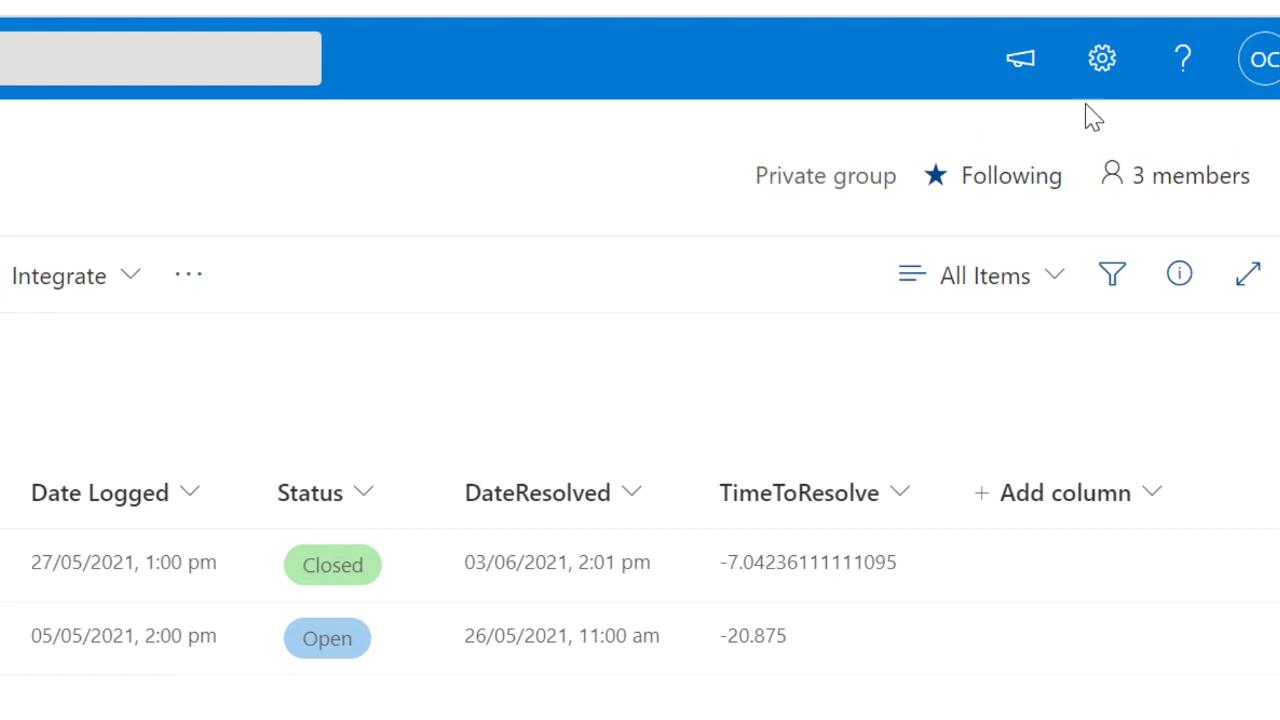 OC
Private group Following 3 members
Integrate ··· All Items
Date Logged Status DateResolved TimeToResolve + Add column
27/05/2021, 1:00 pm Closed 03/06/2021, 2:01 pm -7.04236111111095
05/05/2021, 2:00 pm Open 26/05/2021, 11:00 am -20.875